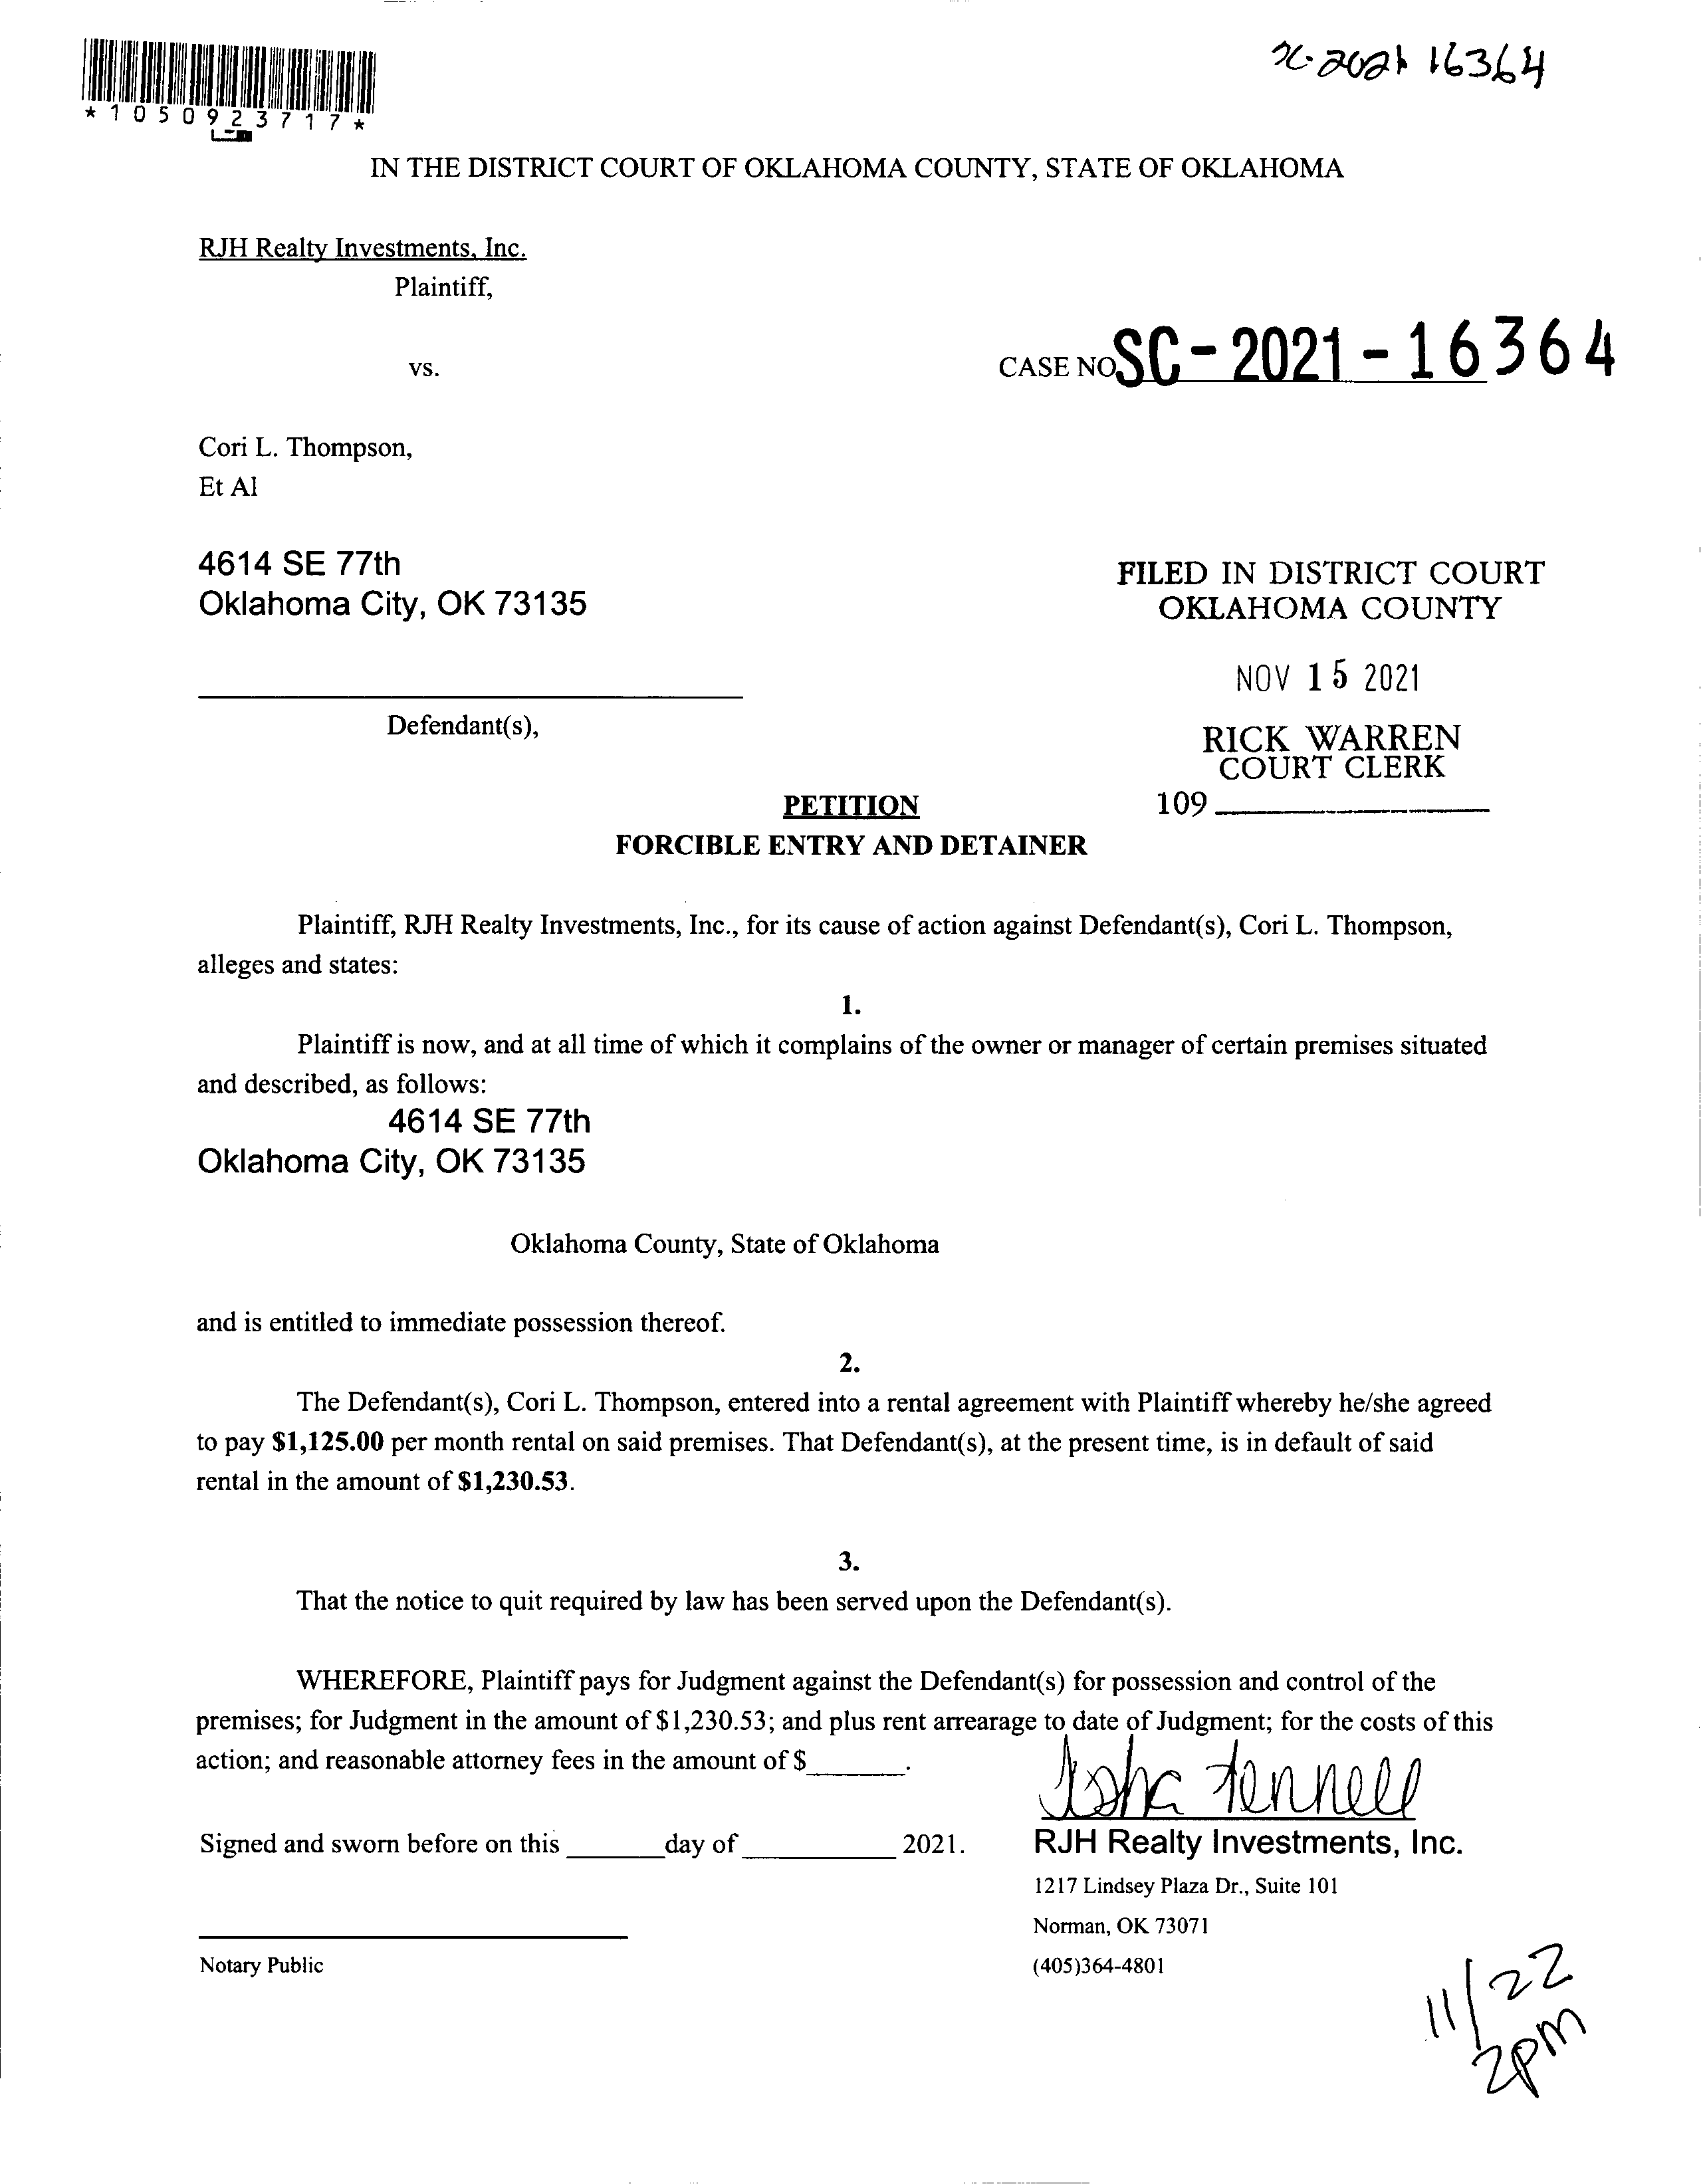 *1050923717*
SC-2021 16364
IN THE DISTRICT COURT OF OKLAHOMA COUNTY, STATE OF OKLAHOMA
RJH Realty Investments, Inc.
Plaintiff,
vs.
CASE NO. SC-2021-16364
Cori L. Thompson,
Et Al
4614 SE 77th
Oklahoma City, OK 73135
FILED IN DISTRICT COURT
OKLAHOMA COUNTY
NOV 15 2021
RICK WARREN
COURT CLERK
109
Defendant(s),
PETITION
FORCIBLE ENTRY AND DETAINER
Plaintiff, RJH Realty Investments, Inc., for its cause of action against Defendant(s), Cori L. Thompson,
alleges and states:
1.
Plaintiff is now, and at all time of which it complains of the owner or manager of certain premises situated
and described, as follows:
4614 SE 77th
Oklahoma City, OK 73135
Oklahoma County, State of Oklahoma
and is entitled to immediate possession thereof.
2.
The Defendant(s), Cori L. Thompson, entered into a rental agreement with Plaintiff whereby he/she agreed
to pay $1,125.00 per month rental on said premises. That Defendant(s), at the present time, is in default of said
rental in the amount of $1,230.53.
3.
That the notice to quit required by law has been served upon the Defendant(s).
WHEREFORE, Plaintiff pays for Judgment against the Defendant(s) for possession and control of the
premises; for Judgment in the amount of $1,230.53; and plus rent arrearage to date of Judgment; for the costs of this
action; and reasonable attorney fees in the amount of $________.
Signed and sworn before on this ________day of____________ 2021.
RJH Realty Investments, Inc.
1217 Lindsey Plaza Dr., Suite 101
Norman, OK 73071
Notary Public
(405)364-4801
11/22
2pm